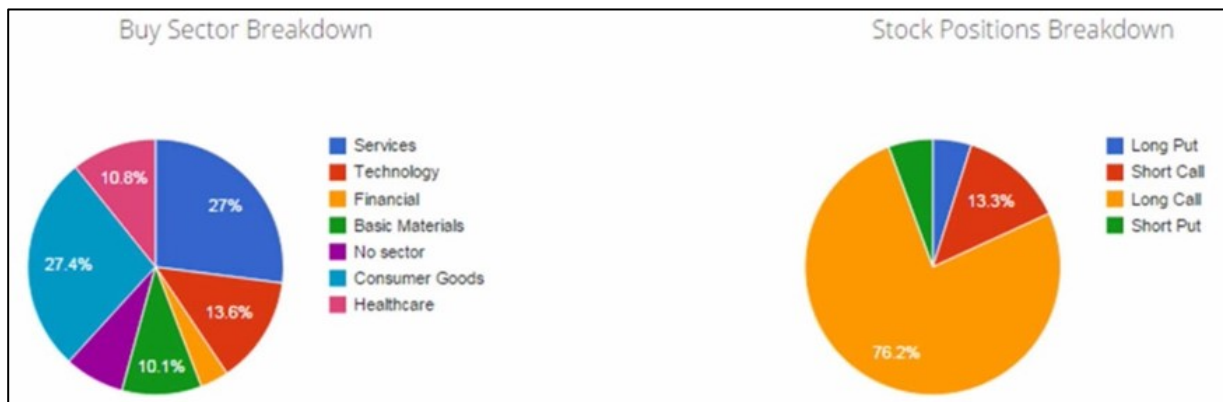 Buy Sector Breakdown
Services
Technology
Financial
Basic Materials
No sector
Consumer Goods
Healthcare
27%
13.6%
10.1%
27.4%
10.8%
Stock Positions Breakdown
Long Put
Short Call
Long Call
Short Put
13.3%
76.2%